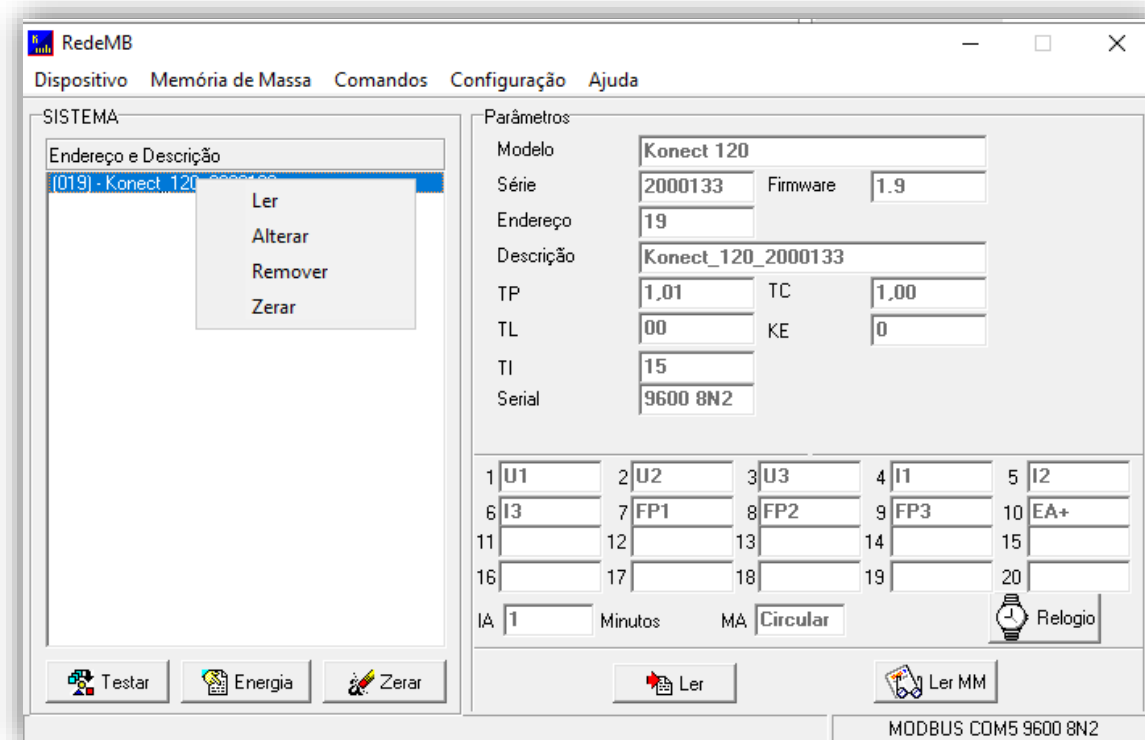 RedeMB
Dispositivo Memória de Massa Comandos Configuração Ajuda
SISTEMA
Endereço e Descrição
(019) - Konect_120_2000133
Ler
Alterar
Remover
Zerar
Testar Energia Zerar
Parâmetros
Modelo Konect 120
Série 2000133 Firmware 1.9
Endereço 19
Descrição Konect_120_2000133
TP 1,01 TC 1,00
TL 00 KE 0
TI 15
Serial 9600 8N2
1 U1 2 U2 3 U3 4 I1 5 I2
6 I3 7 FP1 8 FP2 9 FP3 10 EA+
11 12 13 14 15
16 17 18 19 20
IA 1 Minutos MA Circular Relogio
Ler Ler MM
MODBUS COM5 9600 8N2